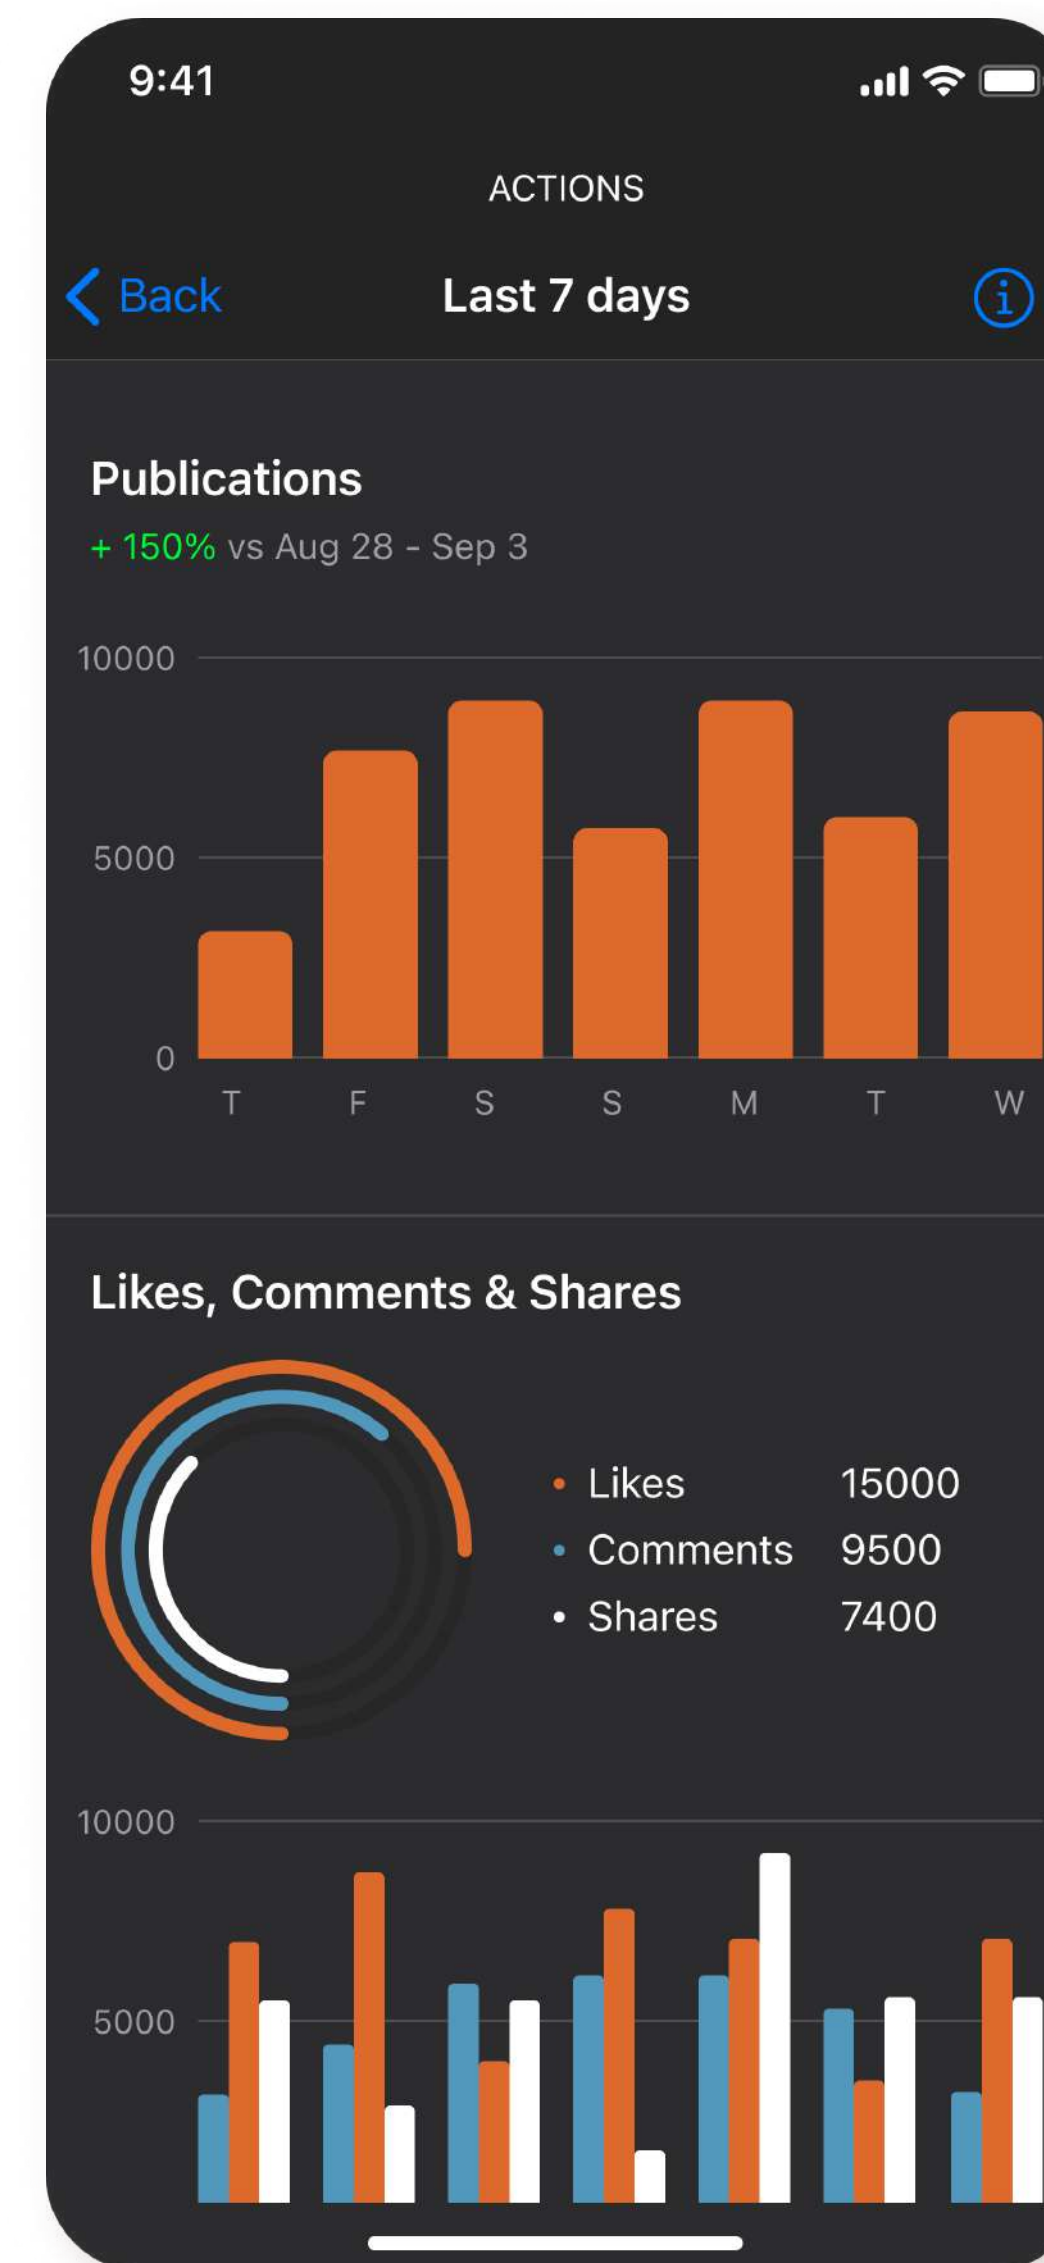 9:41
ACTIONS
Back Last 7 days i
Publications
+ 150% vs Aug 28 - Sep 3
10000
5000
0
T F S S M T W
Likes, Comments & Shares
• Likes 15000
• Comments 9500
• Shares 7400
10000
5000